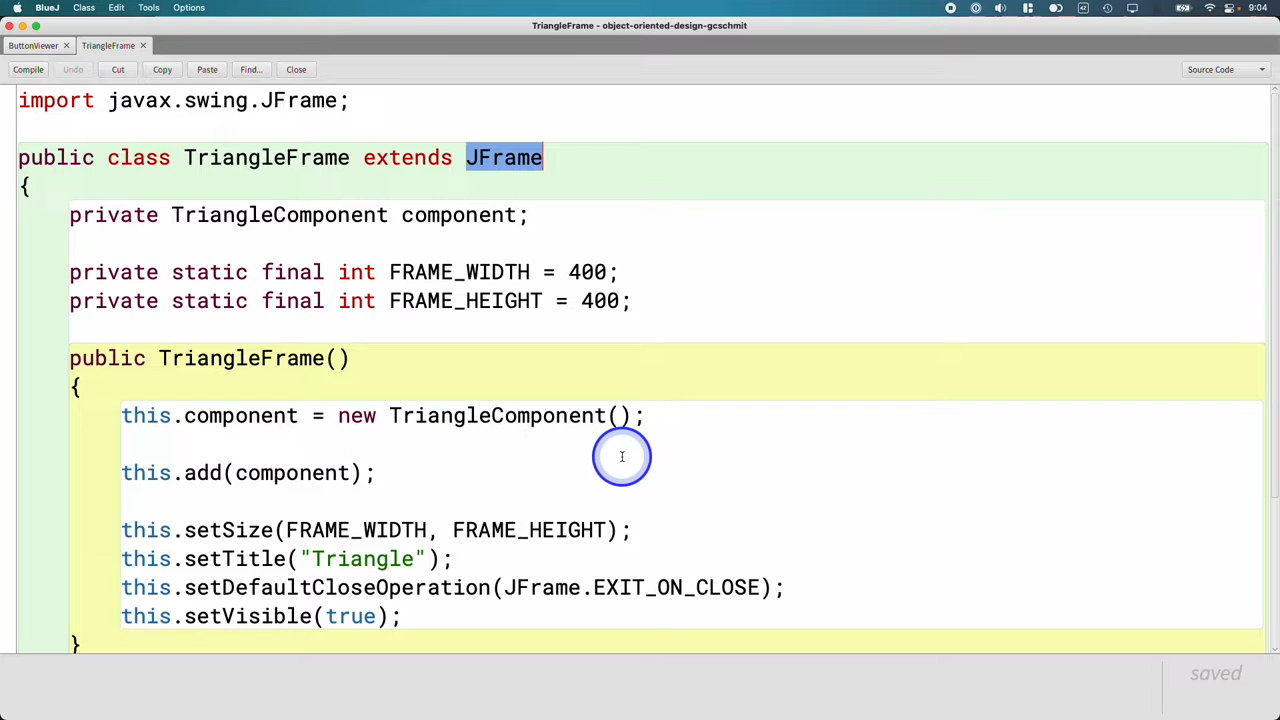 BlueJ Class Edit Tools Options 9:04
TriangleFrame - object-oriented-design-gcschmit
ButtonViewer TriangleFrame
Compile Undo Cut Copy Paste Find... Close Source Code
import javax.swing.JFrame;
public class TriangleFrame extends JFrame
{
private TriangleComponent component;
private static final int FRAME_WIDTH = 400;
private static final int FRAME_HEIGHT = 400;
public TriangleFrame()
{
this.component = new TriangleComponent();
this.add(component);
this.setSize(FRAME_WIDTH, FRAME_HEIGHT);
this.setTitle("Triangle");
this.setDefaultCloseOperation(JFrame.EXIT_ON_CLOSE);
this.setVisible(true);
}
saved